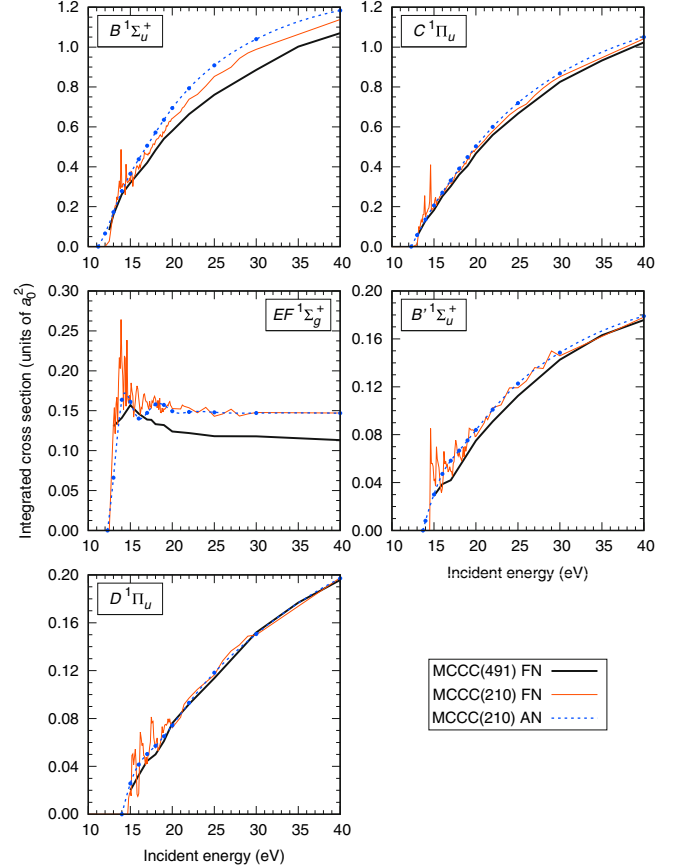 B ¹Σᵤ⁺
1.2
1.0
0.8
0.6
0.4
0.2
0.0
10 15 20 25 30 35 40
C ¹Πᵤ
1.2
1.0
0.8
0.6
0.4
0.2
0.0
10 15 20 25 30 35 40
Integrated cross section (units of a₀²)
EF ¹Σg⁺
0.30
0.25
0.20
0.15
0.10
0.05
0.00
10 15 20 25 30 35 40
B’ ¹Σᵤ⁺
0.16
0.12
0.08
0.04
0.00
10 15 20 25 30 35 40
Incident energy (eV)
D ¹Πᵤ
0.20
0.16
0.12
0.08
0.04
0.00
10 15 20 25 30 35 40
Incident energy (eV)
MCCC(491) FN
MCCC(210) FN
MCCC(210) AN